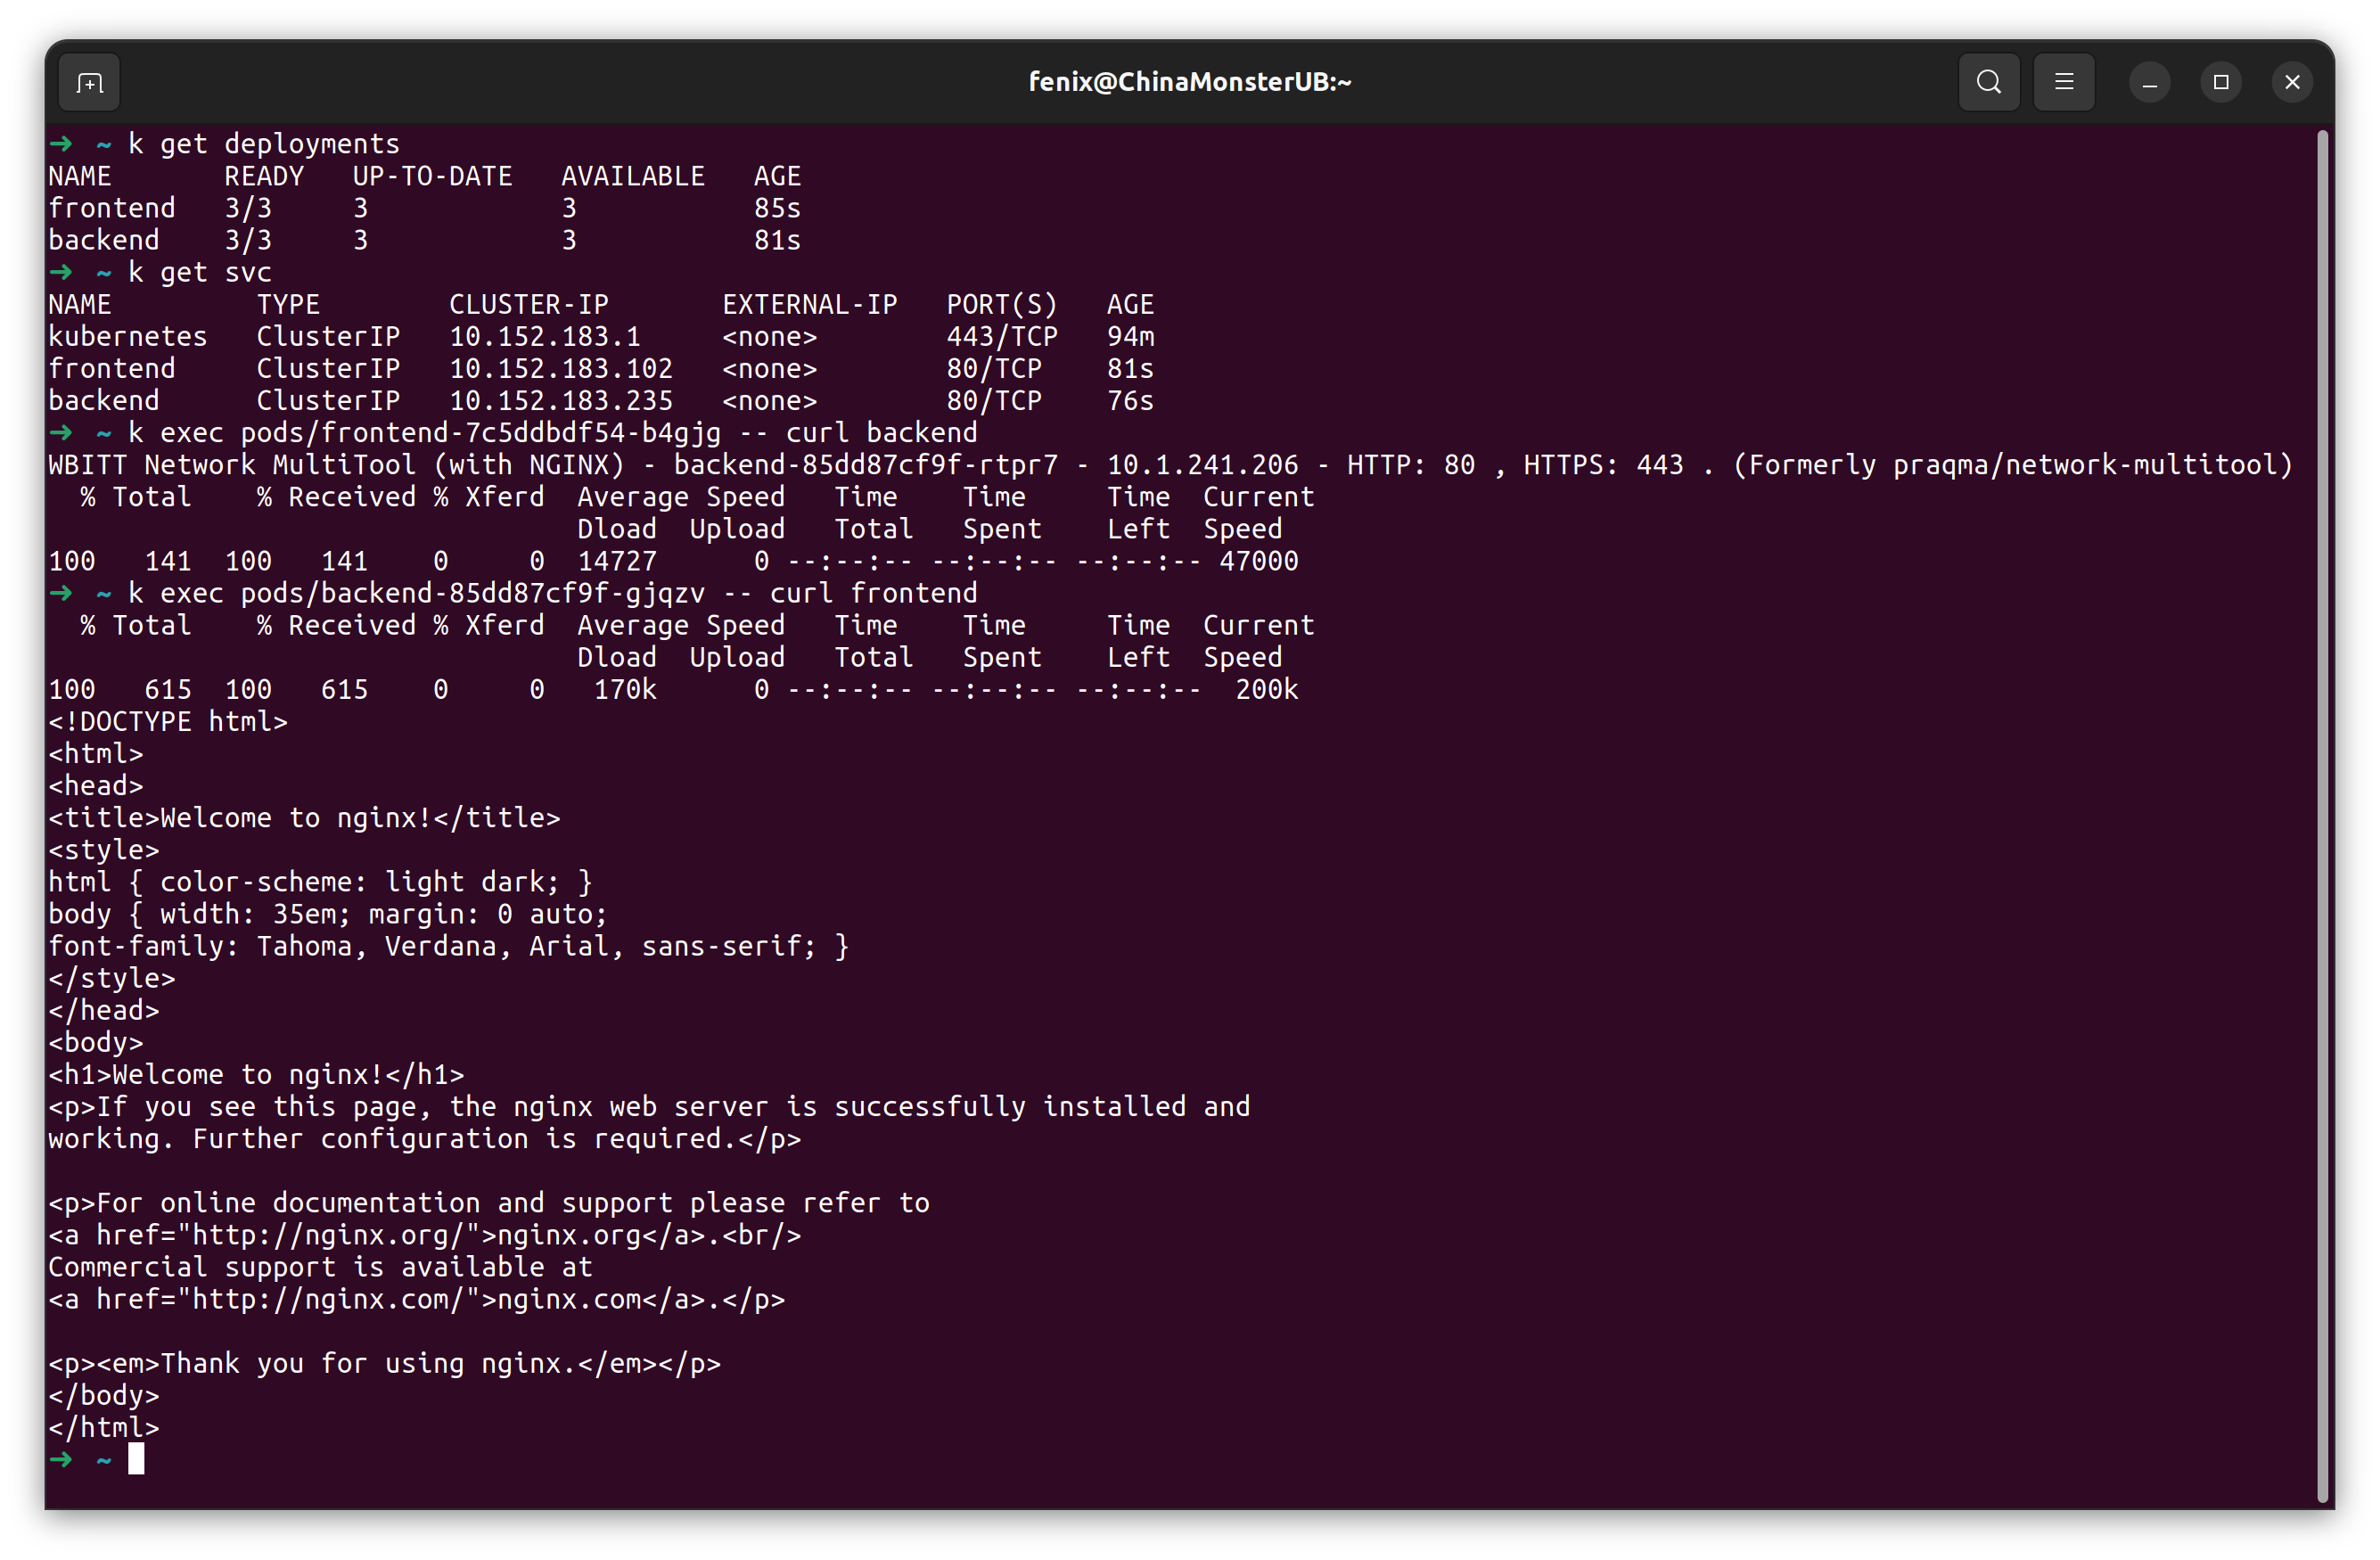 fenix@ChinaMonsterUB:~
➜  ~ k get deployments
NAME       READY   UP-TO-DATE   AVAILABLE   AGE
frontend   3/3     3            3           85s
backend    3/3     3            3           81s
➜  ~ k get svc
NAME         TYPE        CLUSTER-IP       EXTERNAL-IP   PORT(S)   AGE
kubernetes   ClusterIP   10.152.183.1     <none>        443/TCP   94m
frontend     ClusterIP   10.152.183.102   <none>        80/TCP    81s
backend      ClusterIP   10.152.183.235   <none>        80/TCP    76s
➜  ~ k exec pods/frontend-7c5ddbdf54-b4gjg -- curl backend
WBITT Network MultiTool (with NGINX) - backend-85dd87cf9f-rtpr7 - 10.1.241.206 - HTTP: 80 , HTTPS: 443 . (Formerly praqma/network-multitool)
  % Total    % Received % Xferd  Average Speed   Time    Time     Time  Current
                                 Dload  Upload   Total   Spent    Left  Speed
100   141  100   141    0     0  14727      0 --:--:-- --:--:-- --:--:-- 47000
➜  ~ k exec pods/backend-85dd87cf9f-gjqzv -- curl frontend
  % Total    % Received % Xferd  Average Speed   Time    Time     Time  Current
                                 Dload  Upload   Total   Spent    Left  Speed
100   615  100   615    0     0   170k      0 --:--:-- --:--:-- --:--:--  200k
<!DOCTYPE html>
<html>
<head>
<title>Welcome to nginx!</title>
<style>
html { color-scheme: light dark; }
body { width: 35em; margin: 0 auto;
font-family: Tahoma, Verdana, Arial, sans-serif; }
</style>
</head>
<body>
<h1>Welcome to nginx!</h1>
<p>If you see this page, the nginx web server is successfully installed and
working. Further configuration is required.</p>

<p>For online documentation and support please refer to
<a href="http://nginx.org/">nginx.org</a>.<br/>
Commercial support is available at
<a href="http://nginx.com/">nginx.com</a>.</p>

<p><em>Thank you for using nginx.</em></p>
</body>
</html>
➜  ~